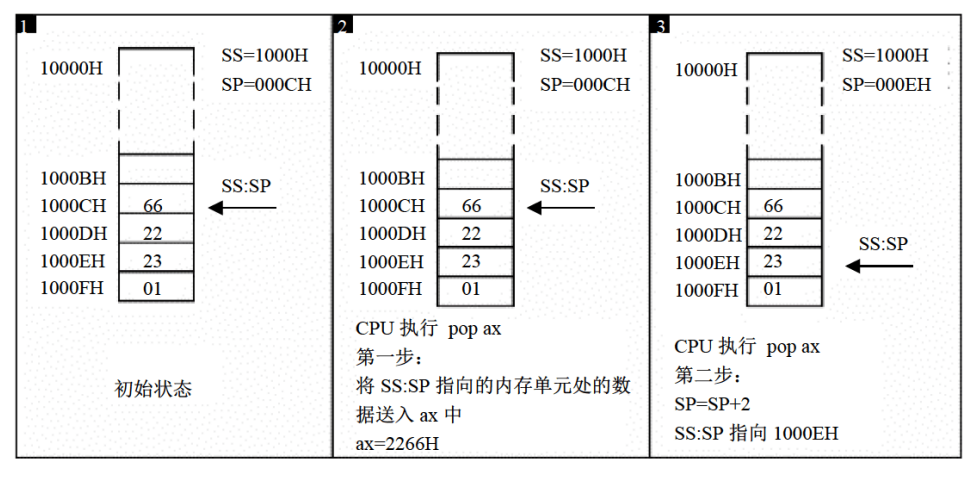 1
10000H
SS=1000H
SP=000CH
1000BH
SS:SP
1000CH 66
1000DH 22
1000EH 23
1000FH 01
初始状态
2
10000H
SS=1000H
SP=000CH
1000BH
SS:SP
1000CH 66
1000DH 22
1000EH 23
1000FH 01
CPU 执行 pop ax
第一步：
将 SS:SP 指向的内存单元处的数
据送入 ax 中
ax=2266H
3
10000H
SS=1000H
SP=000EH
1000BH
1000CH 66
1000DH 22
SS:SP
1000EH 23
1000FH 01
CPU 执行 pop ax
第二步：
SP=SP+2
SS:SP 指向 1000EH